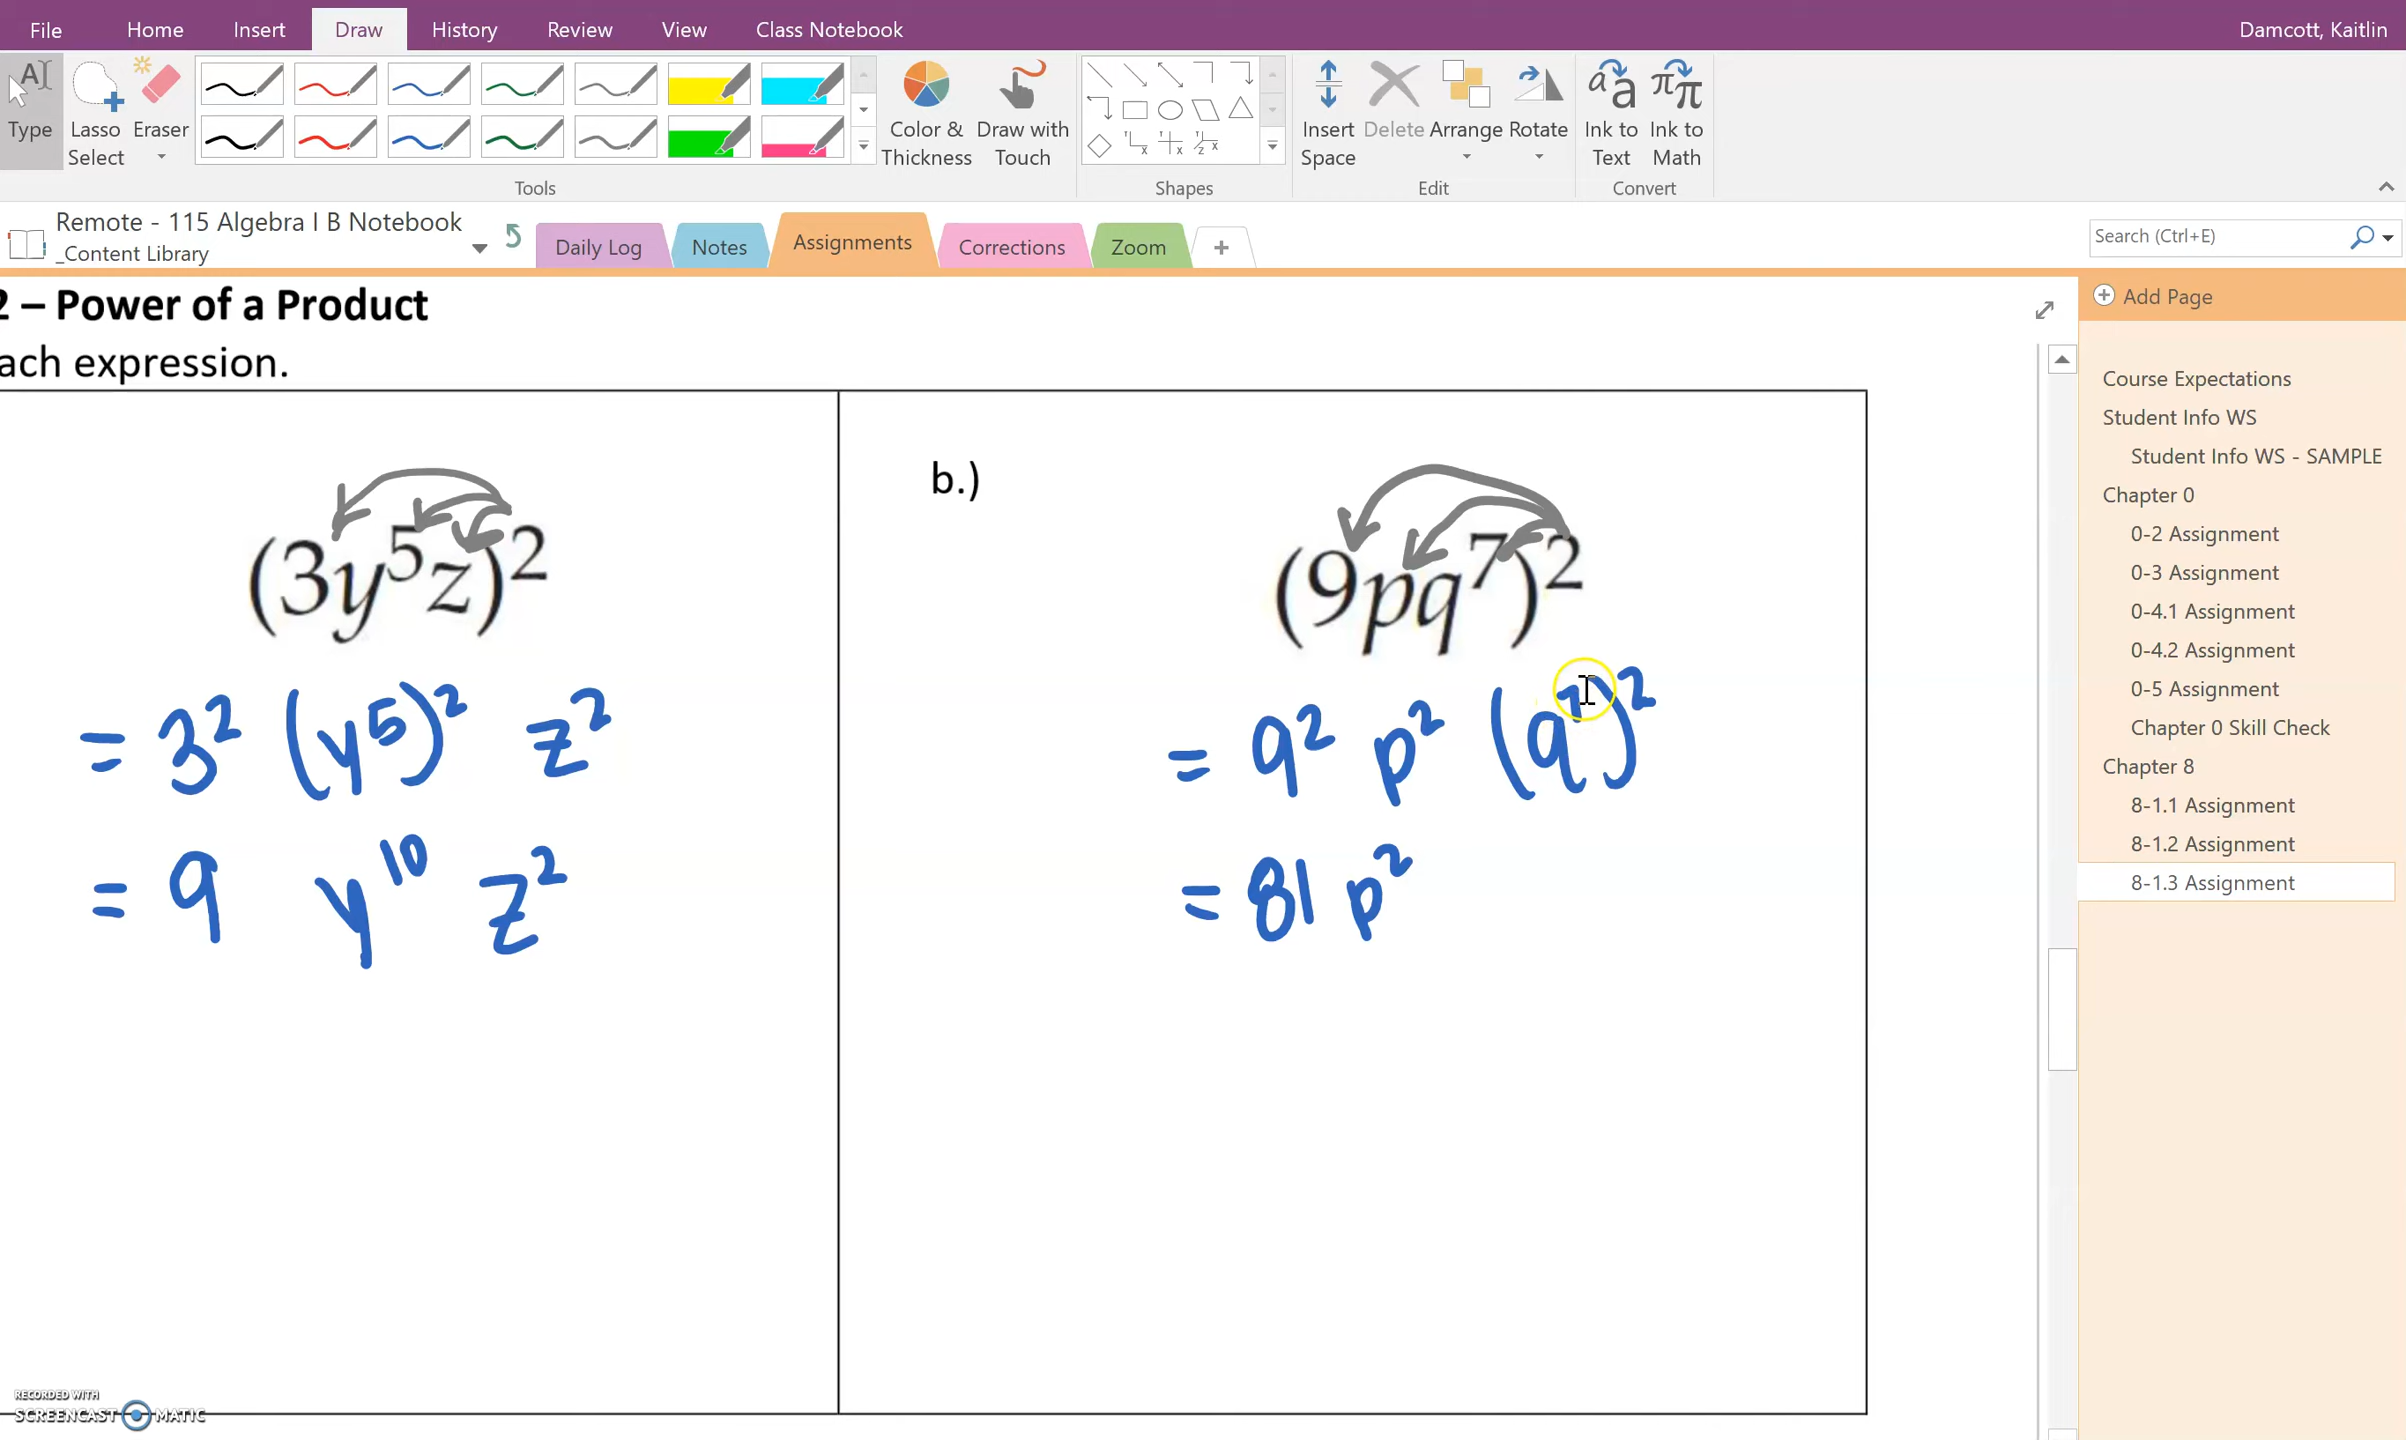 File Home Insert Draw History Review View Class Notebook Damcott, Kaitlin
Type Lasso Select Eraser Color & Thickness Draw with Touch Insert Space Delete Arrange Rotate Ink to Text Ink to Math
Tools Shapes Edit Convert
Remote - 115 Algebra I B Notebook
_Content Library
Daily Log Notes Assignments Corrections Zoom +
Search (Ctrl+E)
2 – Power of a Product
ach expression.
(3y⁵z)²
= 3² (y⁵)² z²
= 9 y¹⁰ z²
b.)
(9pq⁷)²
= 9² p² (q⁷)²
= 81 p²
Add Page
Course Expectations
Student Info WS
Student Info WS - SAMPLE
Chapter 0
0-2 Assignment
0-3 Assignment
0-4.1 Assignment
0-4.2 Assignment
0-5 Assignment
Chapter 0 Skill Check
Chapter 8
8-1.1 Assignment
8-1.2 Assignment
8-1.3 Assignment
RECORDED WITH
SCREENCAST MATIC